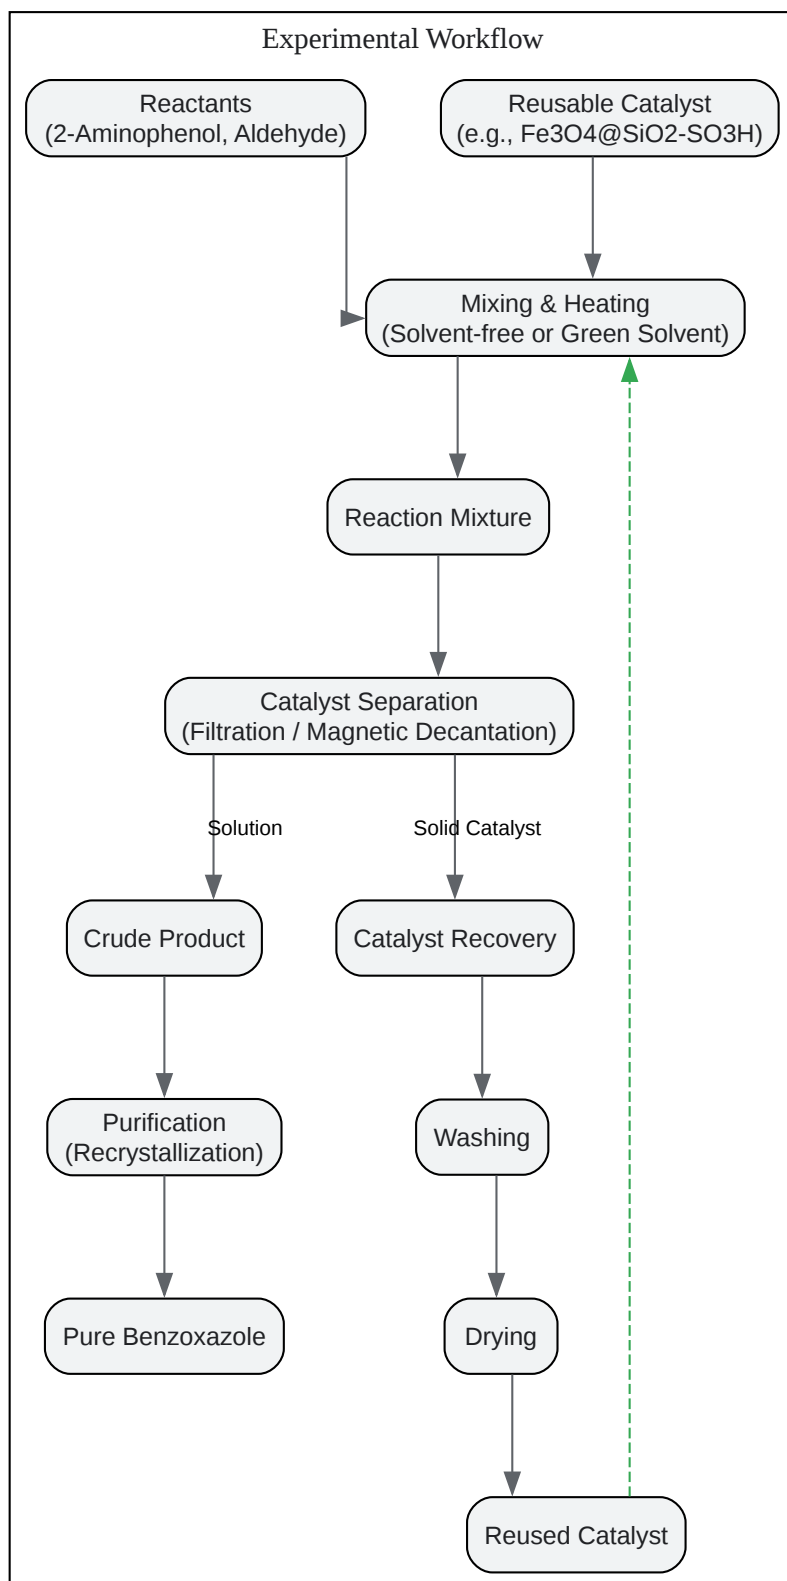 Experimental Workflow
Reactants
(2-Aminophenol, Aldehyde)
Reusable Catalyst
(e.g., Fe3O4@SiO2-SO3H)
Mixing & Heating
(Solvent-free or Green Solvent)
Reaction Mixture
Catalyst Separation
(Filtration / Magnetic Decantation)
Solution
Solid Catalyst
Crude Product
Catalyst Recovery
Purification
(Recrystallization)
Washing
Pure Benzoxazole
Drying
Reused Catalyst